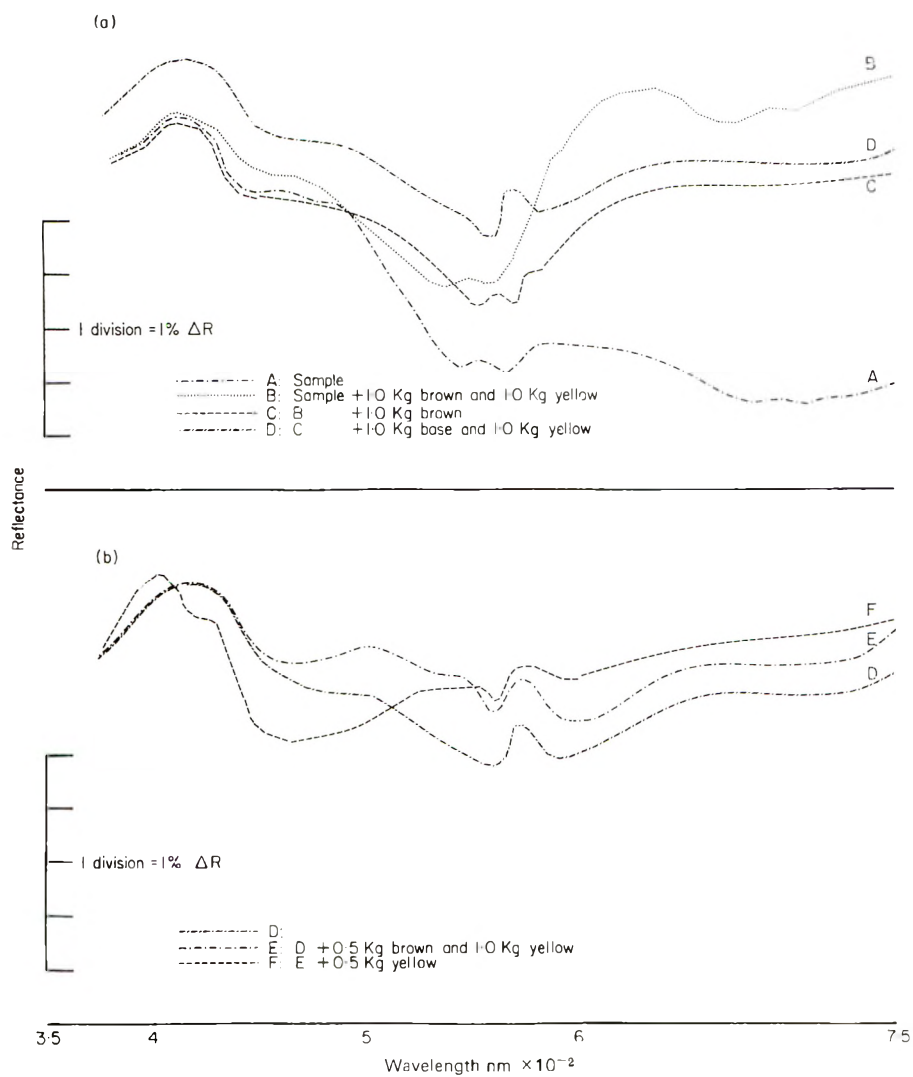 (a)
B
D
C
1 division = 1% ΔR
A
A: Sample
B: Sample +1·0 Kg brown and 1·0 Kg yellow
C: B +1·0 Kg brown
D: C +1·0 Kg base and 1·0 Kg yellow
Reflectance
(b)
F
E
D
1 division = 1% ΔR
D:
E: D +0·5 Kg brown and 1·0 Kg yellow
F: E +0·5 Kg yellow
3·5 4 5 6 7·5
Wavelength nm ×10⁻²